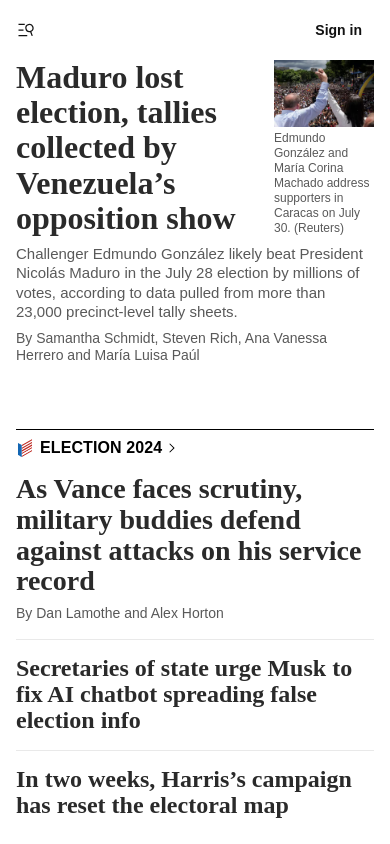 Sign in
Maduro lost
election, tallies
collected by
Venezuela’s
opposition show
Edmundo
González and
María Corina
Machado address
supporters in
Caracas on July
30. (Reuters)
Challenger Edmundo González likely beat President
Nicolás Maduro in the July 28 election by millions of
votes, according to data pulled from more than
23,000 precinct-level tally sheets.
By Samantha Schmidt, Steven Rich, Ana Vanessa
Herrero and María Luisa Paúl
ELECTION 2024
As Vance faces scrutiny,
military buddies defend
against attacks on his service
record
By Dan Lamothe and Alex Horton
Secretaries of state urge Musk to
fix AI chatbot spreading false
election info
In two weeks, Harris’s campaign
has reset the electoral map